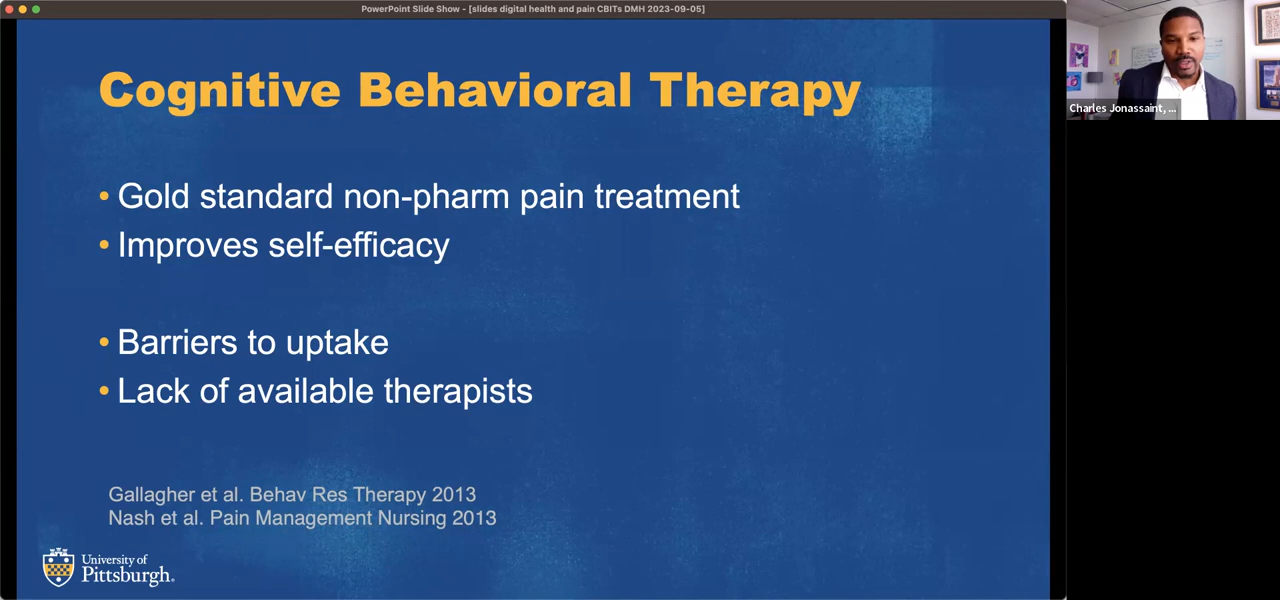 PowerPoint Slide Show - [slides digital health and pain CBITs DMH 2023-09-05]
Cognitive Behavioral Therapy
• Gold standard non-pharm pain treatment
• Improves self-efficacy
• Barriers to uptake
• Lack of available therapists
Gallagher et al. Behav Res Therapy 2013
Nash et al. Pain Management Nursing 2013
University of
Pittsburgh.
Charles Jonassaint, ...